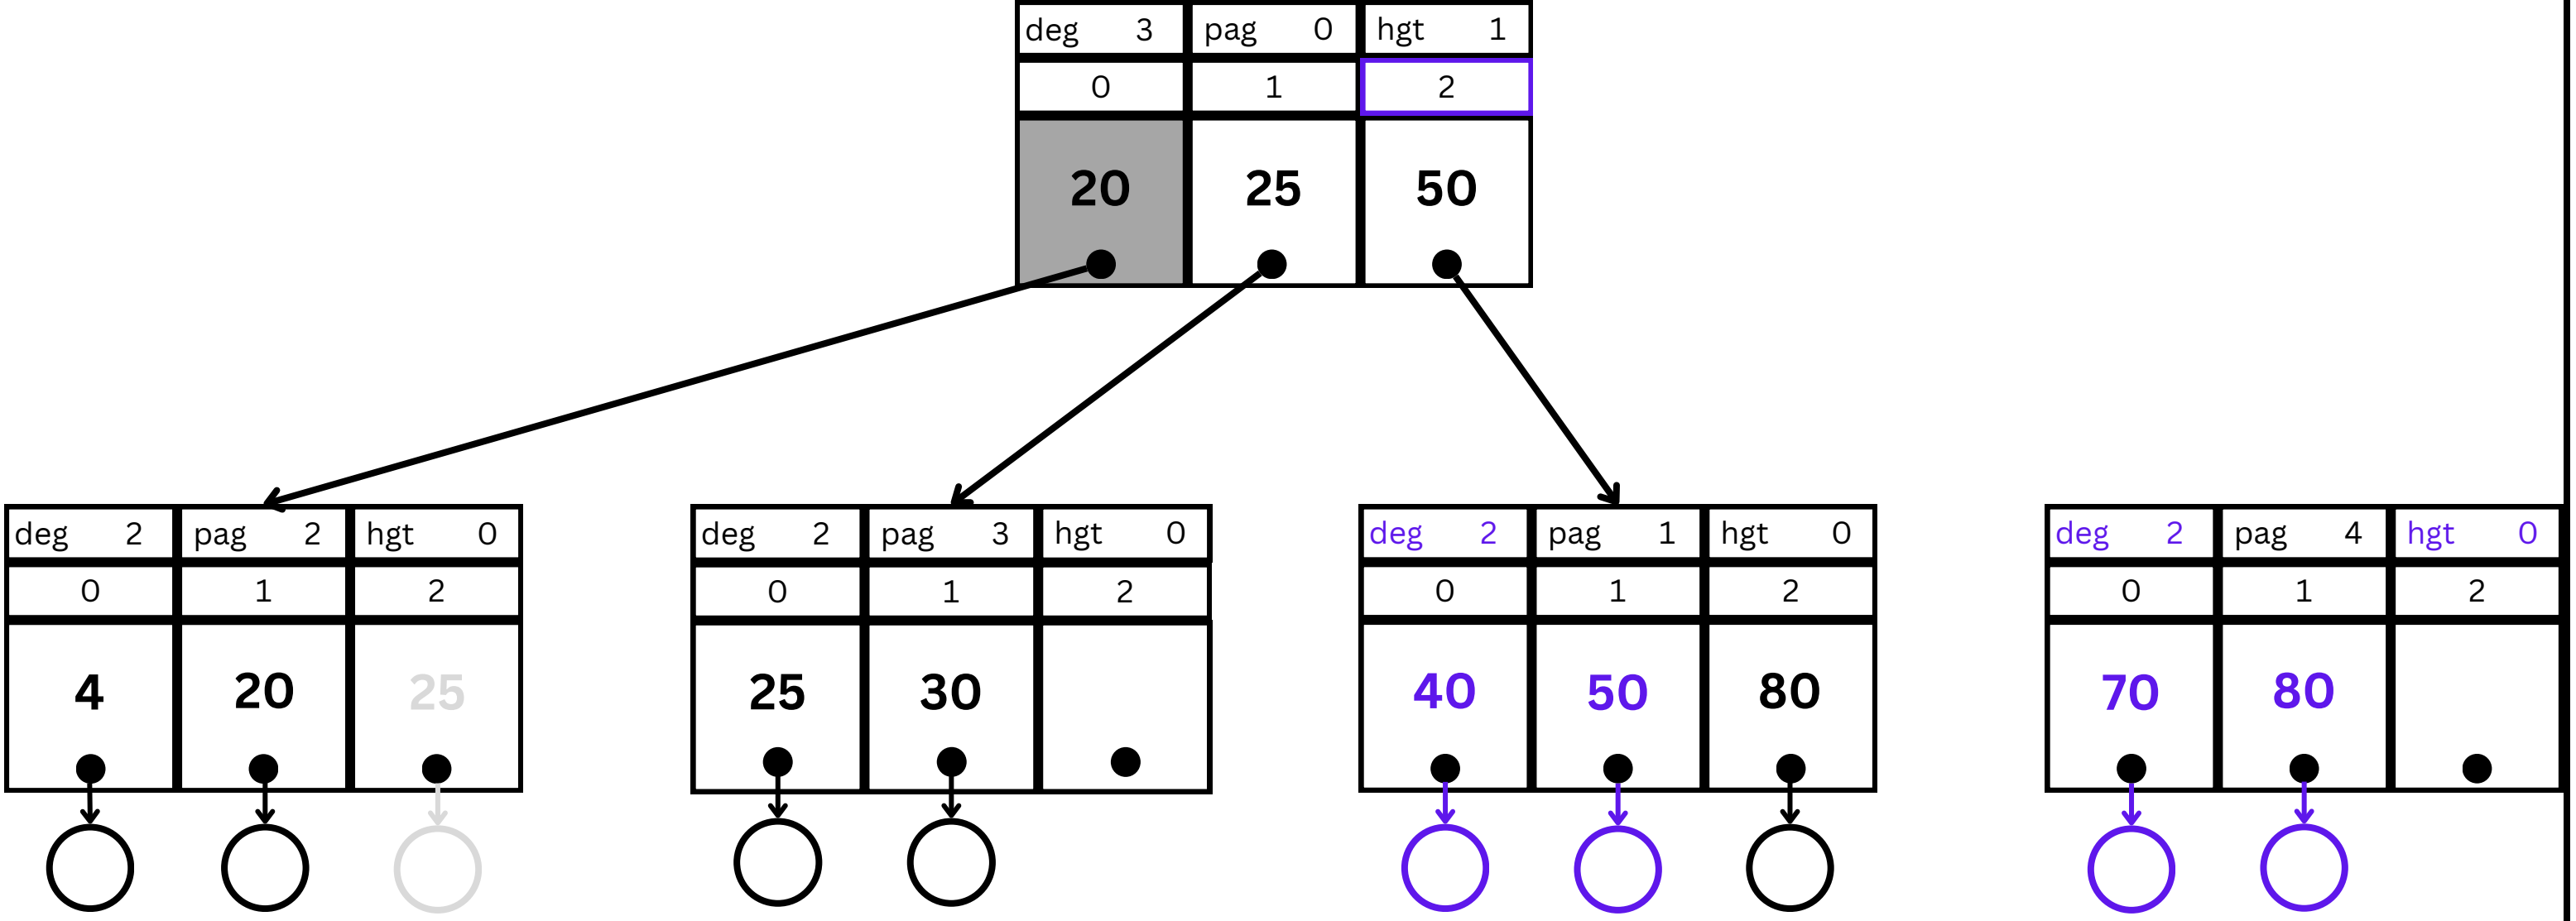 deg 3 pag 0 hgt 1
0 1 2
20 25 50
deg 2 pag 2 hgt 0 deg 2 pag 3 hgt 0 deg 2 pag 1 hgt 0 deg 2 pag 4 hgt 0
0 1 2 0 1 2 0 1 2 0 1 2
4 20 25 25 30 40 50 80 70 80